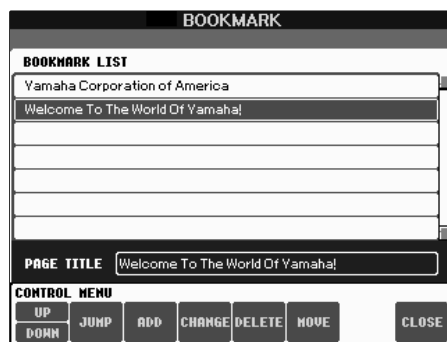 BOOKMARK
BOOKMARK LIST
Yamaha Corporation of America
Welcome To The World Of Yamaha!
PAGE TITLE Welcome To The World Of Yamaha!
CONTROL MENU
UP
DOWN
JUMP ADD CHANGE DELETE MOVE CLOSE